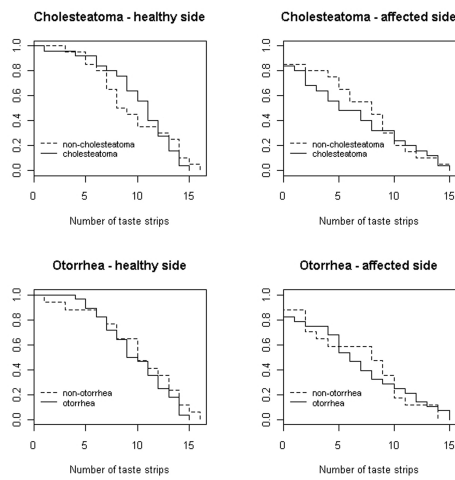 Cholesteatoma - healthy side
0.0 0.2 0.4 0.6 0.8 1.0
non-cholesteatoma
cholesteatoma
0 5 10 15
Number of taste strips
Cholesteatoma - affected side
0.0 0.2 0.4 0.6 0.8 1.0
non-cholesteatoma
cholesteatoma
0 5 10 15
Number of taste strips
Otorrhea - healthy side
0.0 0.2 0.4 0.6 0.8 1.0
non-otorrhea
otorrhea
0 5 10 15
Number of taste strips
Otorrhea - affected side
0.0 0.2 0.4 0.6 0.8 1.0
non-otorrhea
otorrhea
0 5 10 15
Number of taste strips